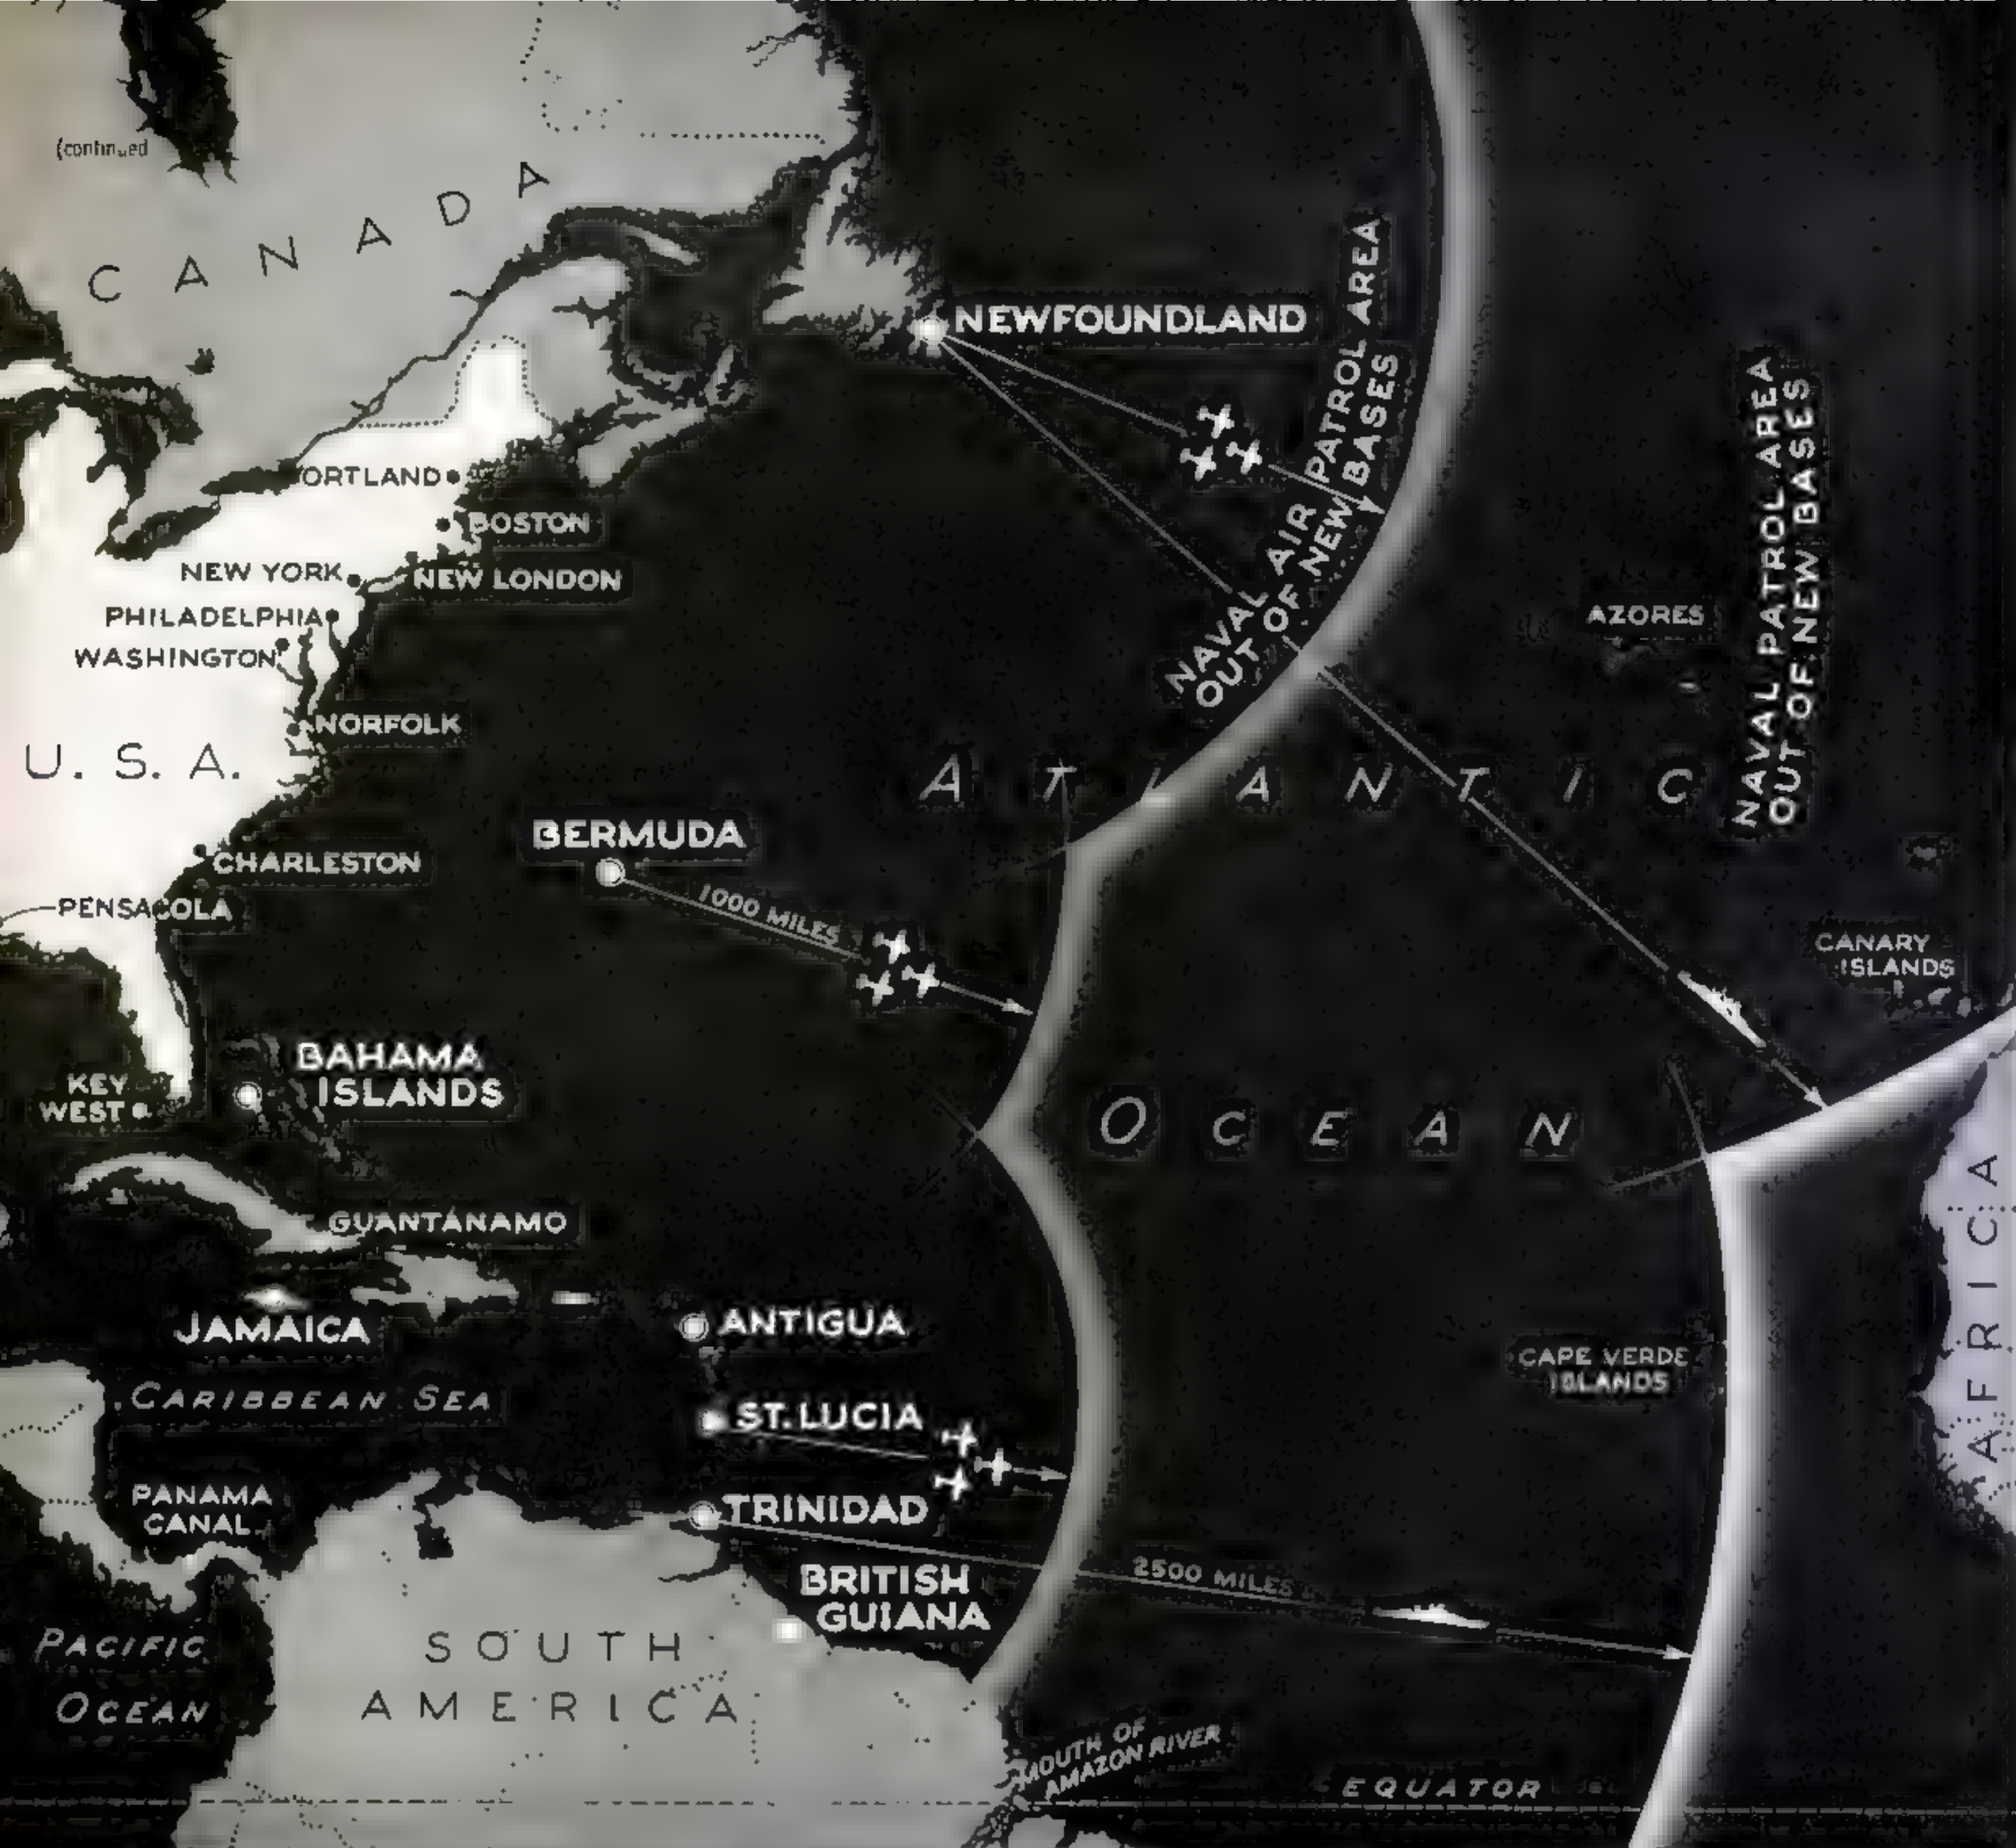 (continued
CANADA
NEWFOUNDLAND
NAVAL AIR PATROL AREA
OUT OF NEW BASES
NAVAL PATROL AREA
OUT OF NEW BASES
ORTLAND
BOSTON
NEW YORK
NEW LONDON
PHILADELPHIA
WASHINGTON
AZORES
NORFOLK
U. S. A.
ATLANTIC
BERMUDA
CHARLESTON
1000 MILES
PENSACOLA
CANARY
ISLANDS
BAHAMA
ISLANDS
KEY
WEST
OCEAN
GUANTÁNAMO
AFRICA
JAMAICA
ANTIGUA
CAPE VERDE
ISLANDS
CARIBBEAN SEA
ST. LUCIA
PANAMA
CANAL
TRINIDAD
2500 MILES
BRITISH
GUIANA
PACIFIC
OCEAN
SOUTH
AMERICA
MOUTH OF
AMAZON RIVER
EQUATOR